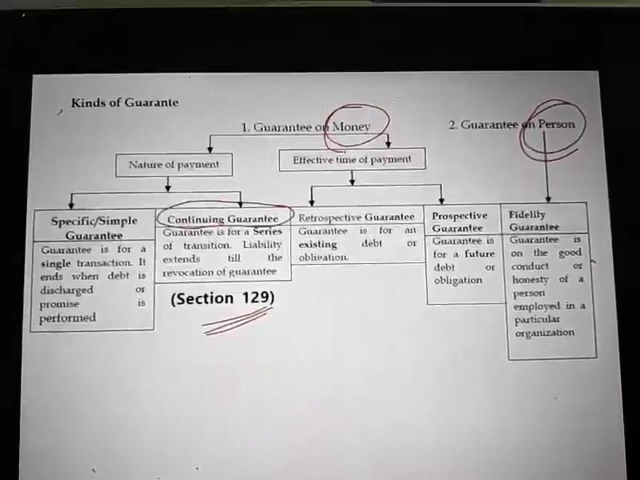 Kinds of Guarante
1. Guarantee on Money
2. Guarantee on Person
Nature of payment
Effective time of payment
Specific/Simple
Guarantee
Guarantee is for a
single transaction. It
ends when debt is
discharged or
promise is
performed
Continuing Guarantee
Guarantee is for a Series
of transition. Liability
extends till the
revocation of guarantee
(Section 129)
Retrospective Guarantee
Guarantee is for an
existing debt or
obligation.
Prospective
Guarantee
Guarantee is
for a future
debt or
obligation
Fidelity
Guarantee
Guarantee is
on the good
conduct or
honesty of a
person
employed in a
particular
organization